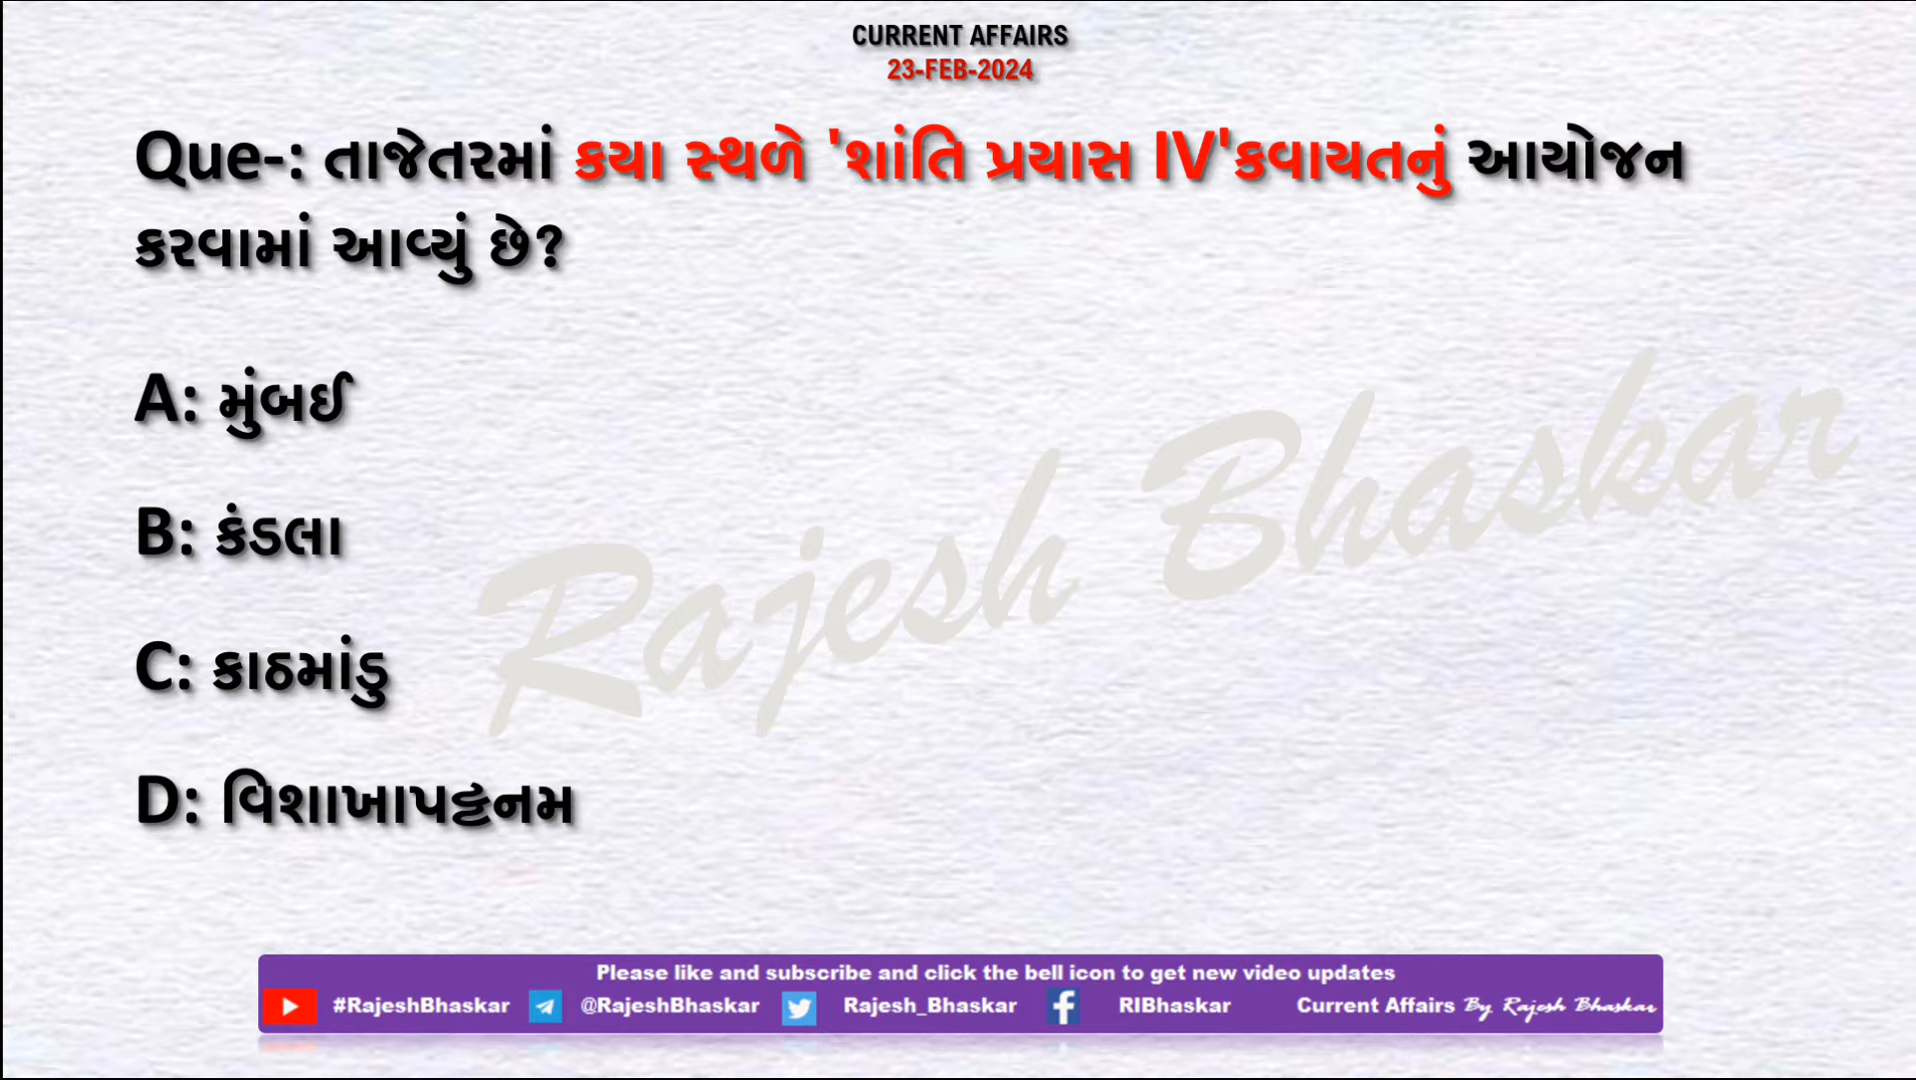 CURRENT AFFAIRS
23-FEB-2024
Que-: તાજેતરમાં કયા સ્થળે 'શાંતિ પ્રયાસ IV'કવાયતનું આયોજન
કરવામાં આવ્યું છે?
A: મુંબઈ
B: કંડલા
C: કાઠમાંડુ
D: વિશાખાપટ્ટનમ
Rajesh Bhaskar
Please like and subscribe and click the bell icon to get new video updates
#RajeshBhaskar @RajeshBhaskar Rajesh_Bhaskar RIBhaskar Current Affairs By Rajesh Bhaskar